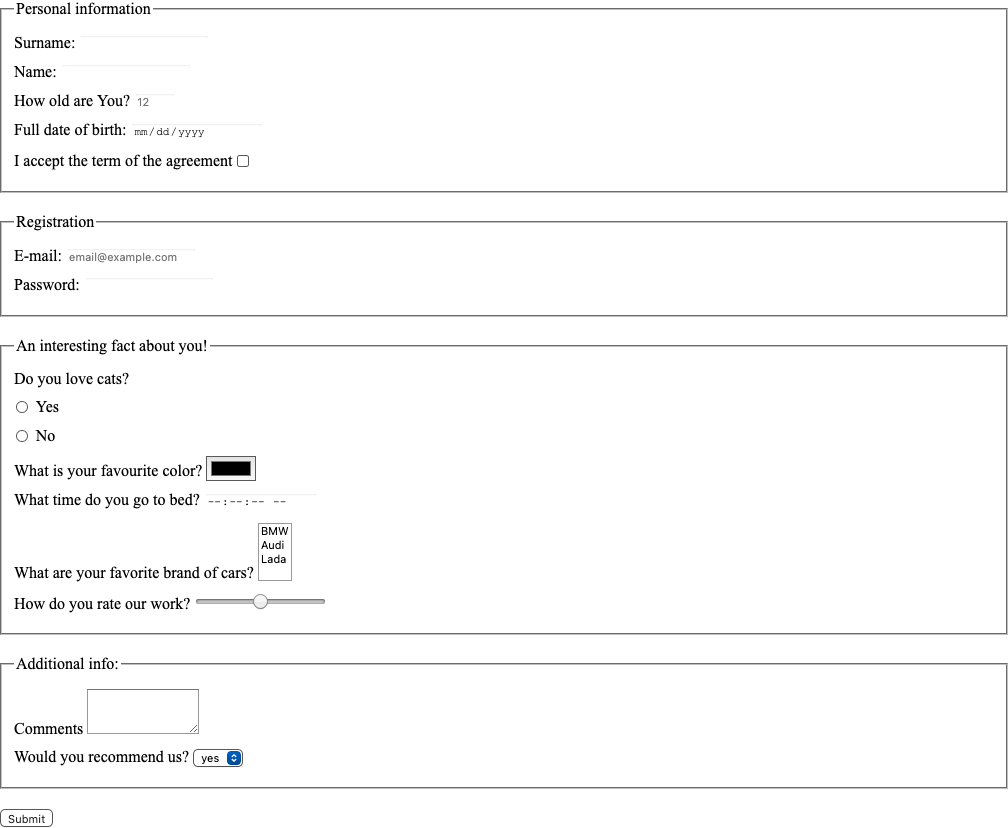 Personal information
Surname:
Name:
How old are You? 12
Full date of birth: mm/dd/yyyy
I accept the term of the agreement
Registration
E-mail: email@example.com
Password:
An interesting fact about you!
Do you love cats?
Yes
No
What is your favourite color?
What time do you go to bed? --:--:-- --
BMW
Audi
Lada
What are your favorite brand of cars?
How do you rate our work?
Additional info:
Comments
Would you recommend us? yes
Submit